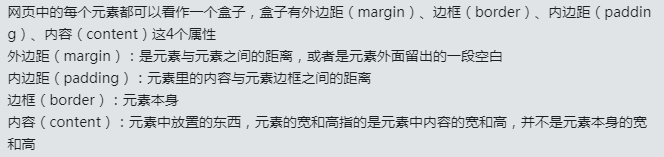 网页中的每个元素都可以看作一个盒子，盒子有外边距（margin）、边框（border）、内边距（paddin
g）、内容（content）这4个属性
外边距（margin）：是元素与元素之间的距离，或者是元素外面留出的一段空白
内边距（padding）：元素里的内容与元素边框之间的距离
边框（border）：元素本身
内容（content）：元素中放置的东西，元素的宽和高指的是元素中内容的宽和高，并不是元素本身的宽
和高